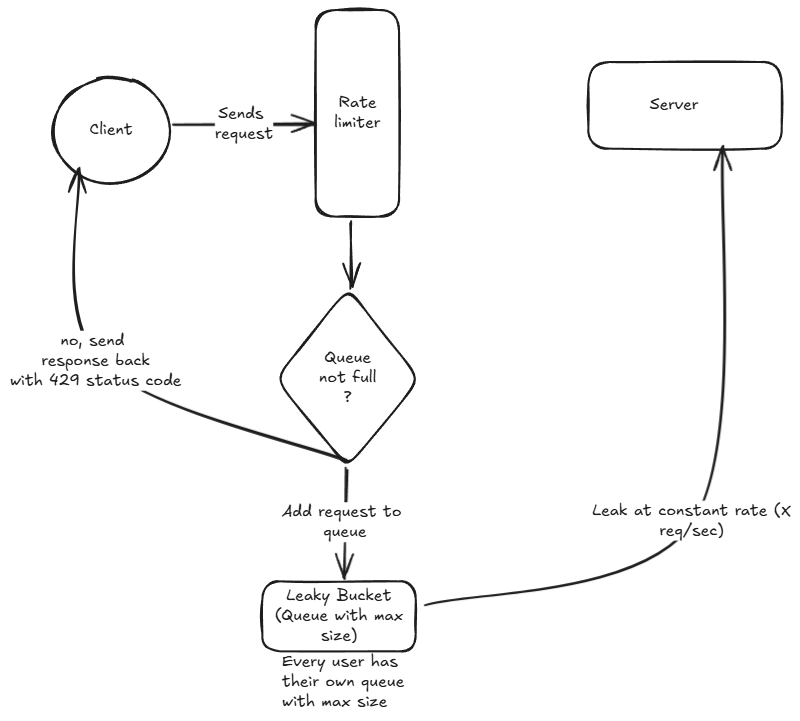 Client
Sends
request
Rate
limiter
Server
Queue
not full
?
no, send
response back
with 429 status code
Add request to
queue
Leak at constant rate (X
req/sec)
Leaky Bucket
(Queue with max
size)
Every user has
their own queue
with max size